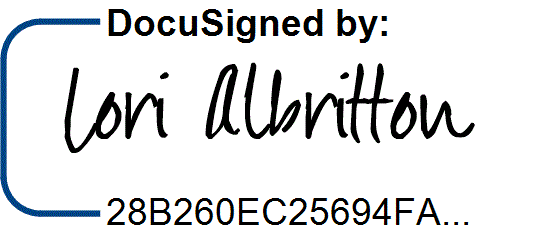 DocuSigned by:
Lori Albritton
28B260EC25694FA...